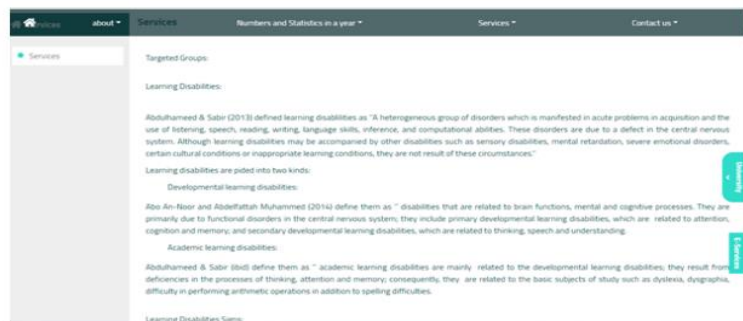 Services
about
Services
Numbers and Statistics in a year
Services
Contact us
Services
Targeted Groups:
Learning Disabilities:
Abdulhameed & Sabir (2013) defined learning disablilities as "A heterogeneous group of disorders which is manifested in acute problems in acquisition and the
use of listening, speech, reading, writing, language skills, inference, and computational abilities. These disorders are due to a defect in the central nervous
system. Although learning disabilities may be accompanied by other disabilities such as sensory disabilities, mental retardation, severe emotional disorders,
certain cultural conditions or inappropriate learning conditions, they are not result of these circumstances."
Learning disabilities are pded into two kinds:
Developmental learning disabilities:
Abo An-Noor and Abdelfattah Muhammed (2014) define them as " disabilities that are related to brain functions, mental and cognitive processes. They are
primarily due to functional disorders in the central nervous system; they include primary developmental learning disabilities, which are related to attention,
cognition and memory; and secondary developmental learning disabilities, which are related to thinking, speech and understanding.
Academic learning disabilities:
Abdulhameed & Sabir (ibid) define them as " academic learning disabilities are mainly related to the developmental learning disabilities; they result from
deficiencies in the processes of thinking, attention and memory; consequently, they are related to the basic subjects of study such as dyslexia, dysgraphia,
difficulty in performing arithmetic operations in addition to spelling difficulties.
Learning Disabilities Signs:
University
E-Services